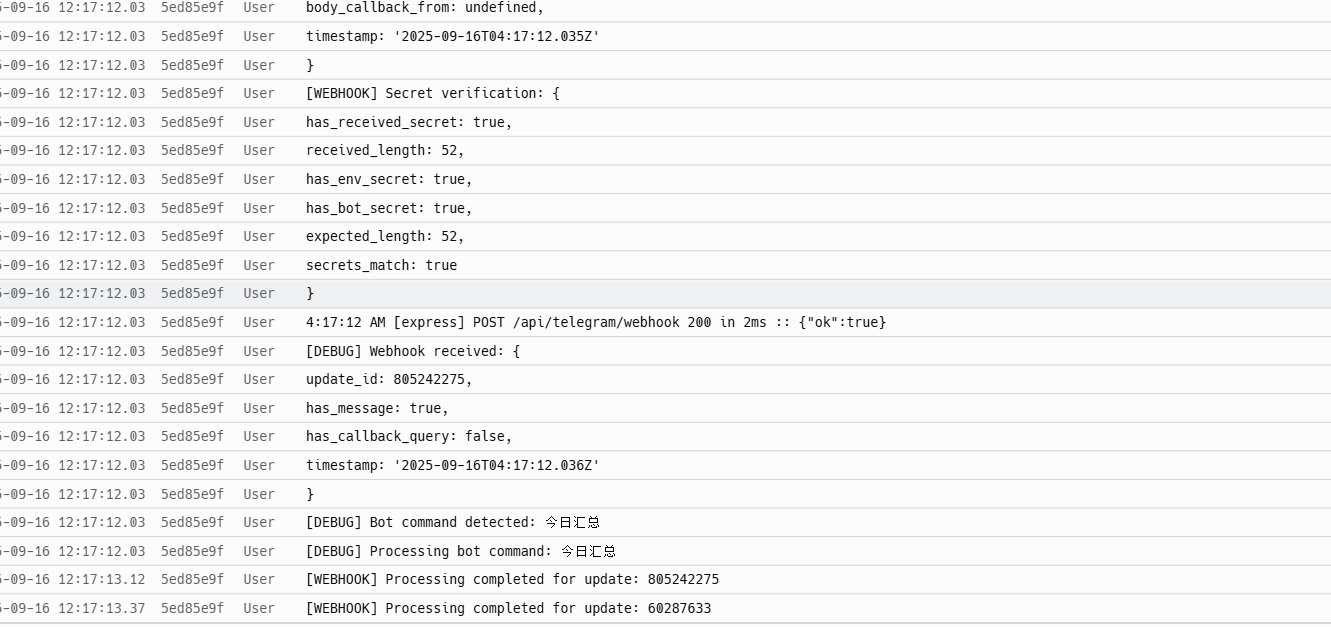 5-09-16 12:17:12.03 5ed85e9f User body_callback_from: undefined,
5-09-16 12:17:12.03 5ed85e9f User timestamp: '2025-09-16T04:17:12.035Z'
5-09-16 12:17:12.03 5ed85e9f User }
5-09-16 12:17:12.03 5ed85e9f User [WEBHOOK] Secret verification: {
5-09-16 12:17:12.03 5ed85e9f User has_received_secret: true,
5-09-16 12:17:12.03 5ed85e9f User received_length: 52,
5-09-16 12:17:12.03 5ed85e9f User has_env_secret: true,
5-09-16 12:17:12.03 5ed85e9f User has_bot_secret: true,
5-09-16 12:17:12.03 5ed85e9f User expected_length: 52,
5-09-16 12:17:12.03 5ed85e9f User secrets_match: true
5-09-16 12:17:12.03 5ed85e9f User }
5-09-16 12:17:12.03 5ed85e9f User 4:17:12 AM [express] POST /api/telegram/webhook 200 in 2ms :: {"ok":true}
5-09-16 12:17:12.03 5ed85e9f User [DEBUG] Webhook received: {
5-09-16 12:17:12.03 5ed85e9f User update_id: 805242275,
5-09-16 12:17:12.03 5ed85e9f User has_message: true,
5-09-16 12:17:12.03 5ed85e9f User has_callback_query: false,
5-09-16 12:17:12.03 5ed85e9f User timestamp: '2025-09-16T04:17:12.036Z'
5-09-16 12:17:12.03 5ed85e9f User }
5-09-16 12:17:12.03 5ed85e9f User [DEBUG] Bot command detected: 今日汇总
5-09-16 12:17:12.03 5ed85e9f User [DEBUG] Processing bot command: 今日汇总
5-09-16 12:17:13.12 5ed85e9f User [WEBHOOK] Processing completed for update: 805242275
5-09-16 12:17:13.37 5ed85e9f User [WEBHOOK] Processing completed for update: 60287633